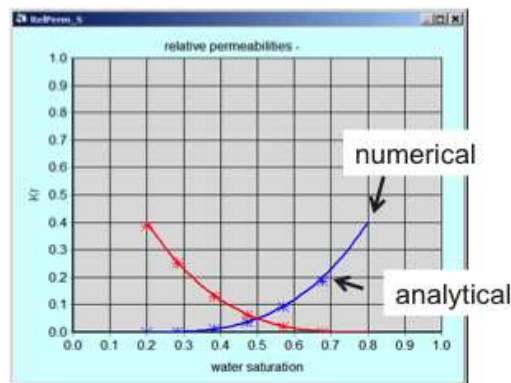 RelPerm_S
relative permeabilities -
1.0
0.9
0.8
0.7
0.6
0.5
0.4
0.3
0.2
0.1
0.0
Kr
numerical
analytical
0.0 0.1 0.2 0.3 0.4 0.5 0.6 0.7 0.8 0.9 1.0
water saturation